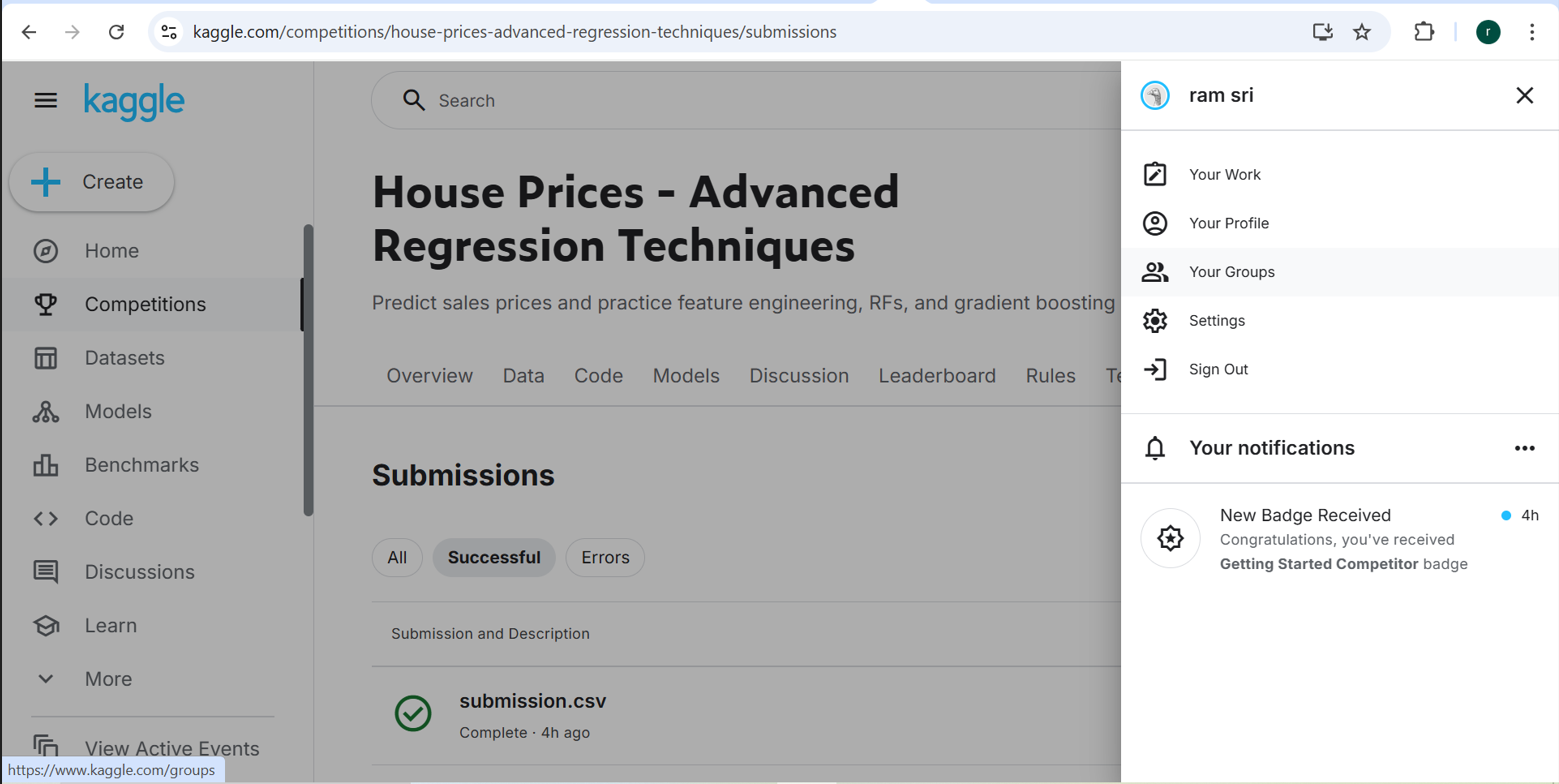 kaggle.com/competitions/house-prices-advanced-regression-techniques/submissions
r
kaggle
Create
Home
Competitions
Datasets
Models
Benchmarks
Code
Discussions
Learn
More
View Active Events
https://www.kaggle.com/groups
Search
House Prices - Advanced
Regression Techniques
Predict sales prices and practice feature engineering, RFs, and gradient boosting
Overview Data Code Models Discussion Leaderboard Rules Te
Submissions
All Successful Errors
Submission and Description
submission.csv
Complete · 4h ago
ram sri
Your Work
Your Profile
Your Groups
Settings
Sign Out
Your notifications
New Badge Received 4h
Congratulations, you've received
Getting Started Competitor badge